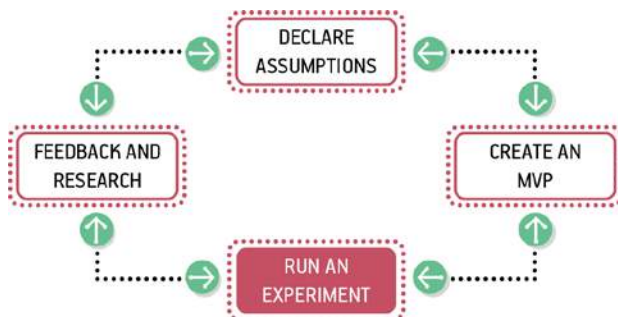 DECLARE
ASSUMPTIONS
FEEDBACK AND
RESEARCH
CREATE AN
MVP
RUN AN
EXPERIMENT